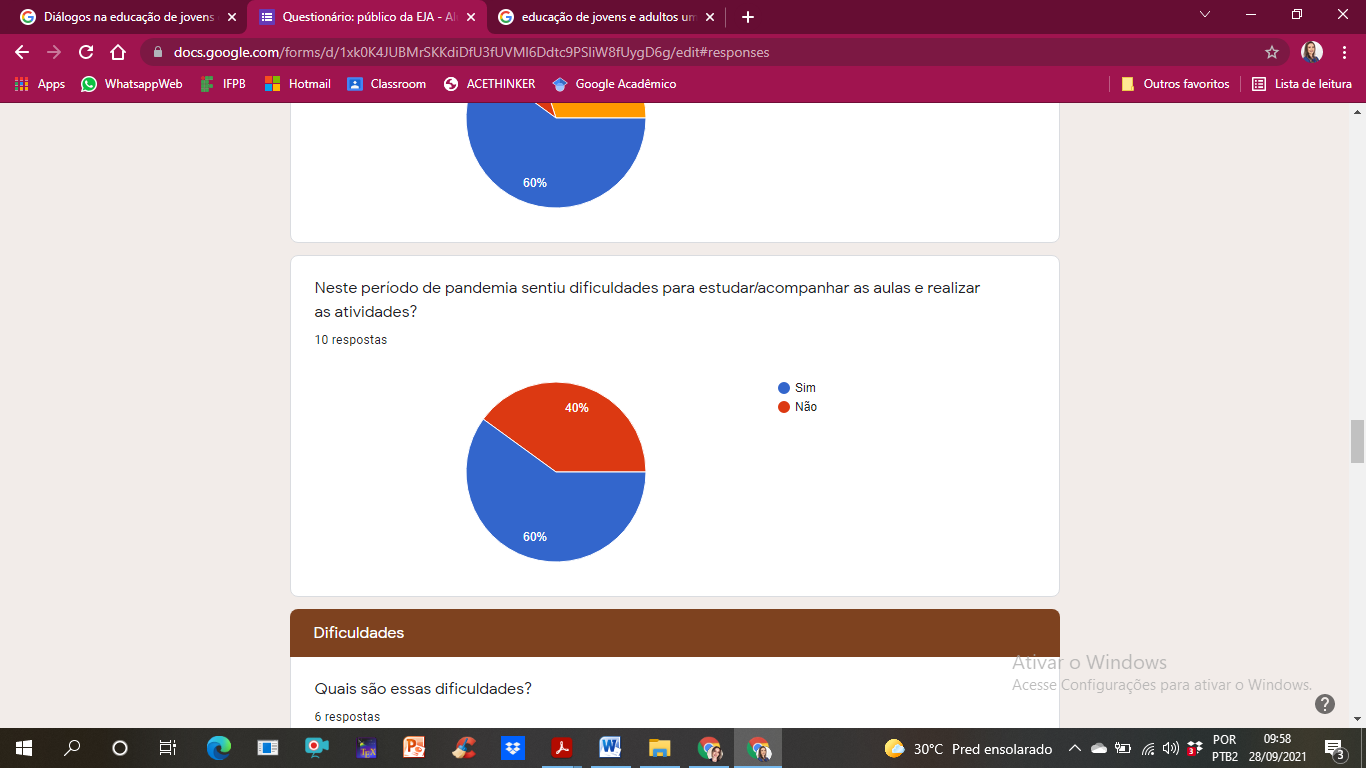 Diálogos na educação de jovens
Questionário: público da EJA - Al
educação de jovens e adultos um
docs.google.com/forms/d/1xk0K4JUBMrSKKdiDfU3fUVMl6Ddtc9PSliW8fUygD6g/edit#responses
Apps
WhatsappWeb
IFPB
Hotmail
Classroom
ACETHINKER
Google Acadêmico
Outros favoritos
Lista de leitura
60%
Neste período de pandemia sentiu dificuldades para estudar/acompanhar as aulas e realizar
as atividades?
10 respostas
Sim
Não
40%
60%
Dificuldades
Quais são essas dificuldades?
6 respostas
Ativar o Windows
Acesse Configurações para ativar o Windows.
30°C Pred ensolarado
POR
PTB2
09:58
28/09/2021
3